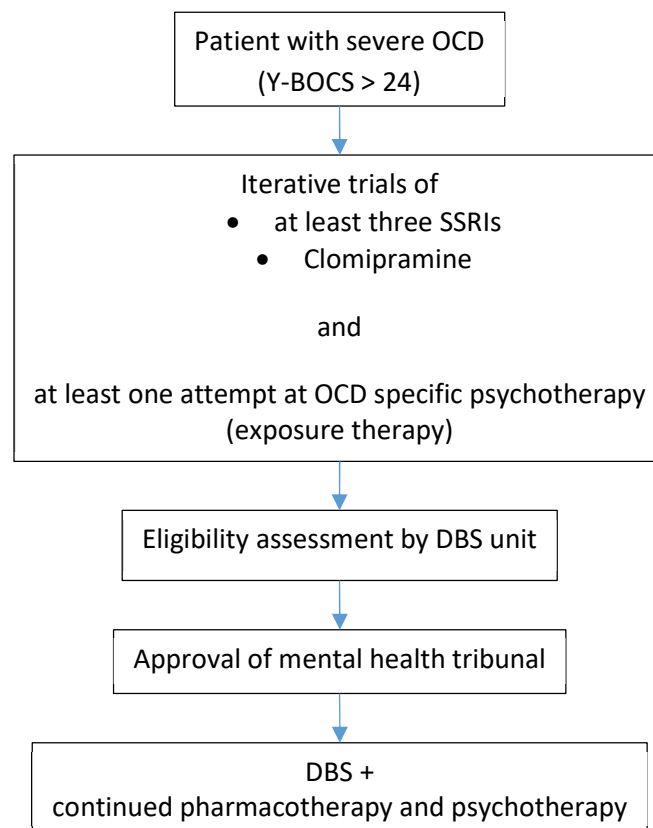 Patient with severe OCD
(Y-BOCS > 24)
Iterative trials of
• at least three SSRIs
• Clomipramine
and
at least one attempt at OCD specific psychotherapy
(exposure therapy)
Eligibility assessment by DBS unit
Approval of mental health tribunal
DBS +
continued pharmacotherapy and psychotherapy